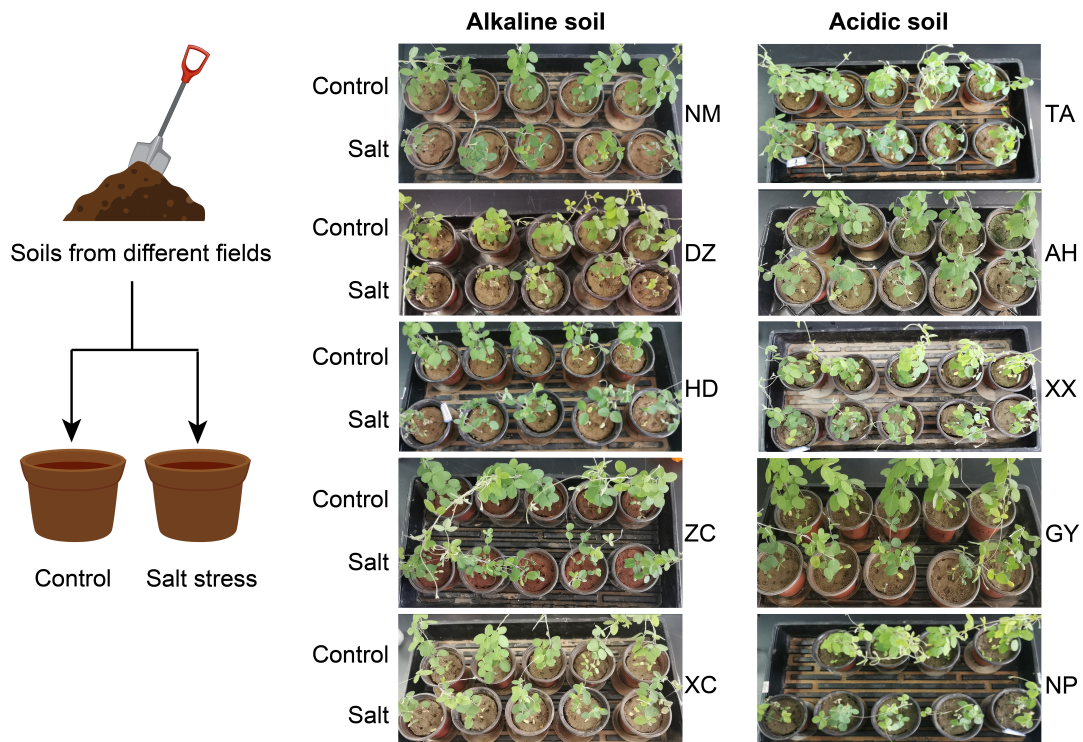 Alkaline soil
Acidic soil
Control
Salt
NM
TA
Soils from different fields
Control
Salt
DZ
AH
Control
Salt
HD
XX
Control
Salt
ZC
GY
Control
Salt stress
Control
Salt
XC
NP